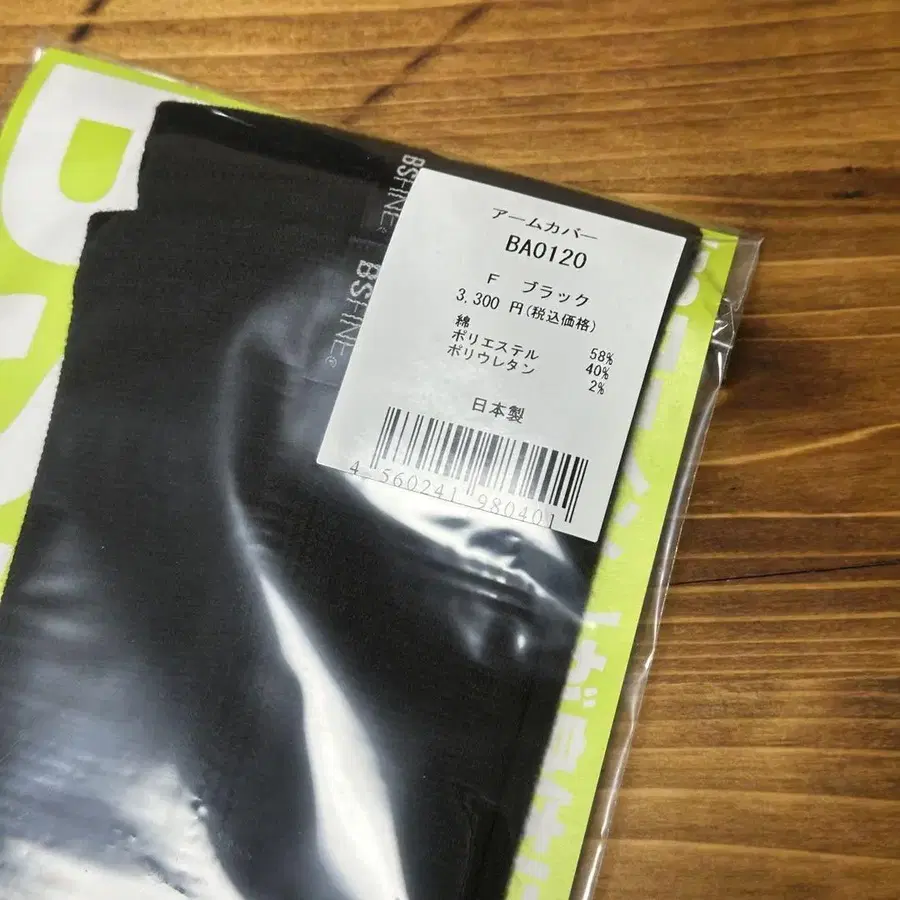 BSHINE
BSHINE
アームカバー
BA0120
F ブラック
3,300 円(税込価格)
綿 58%
ポリエステル 40%
ポリウレタン 2%
日本製
4 560241 980401